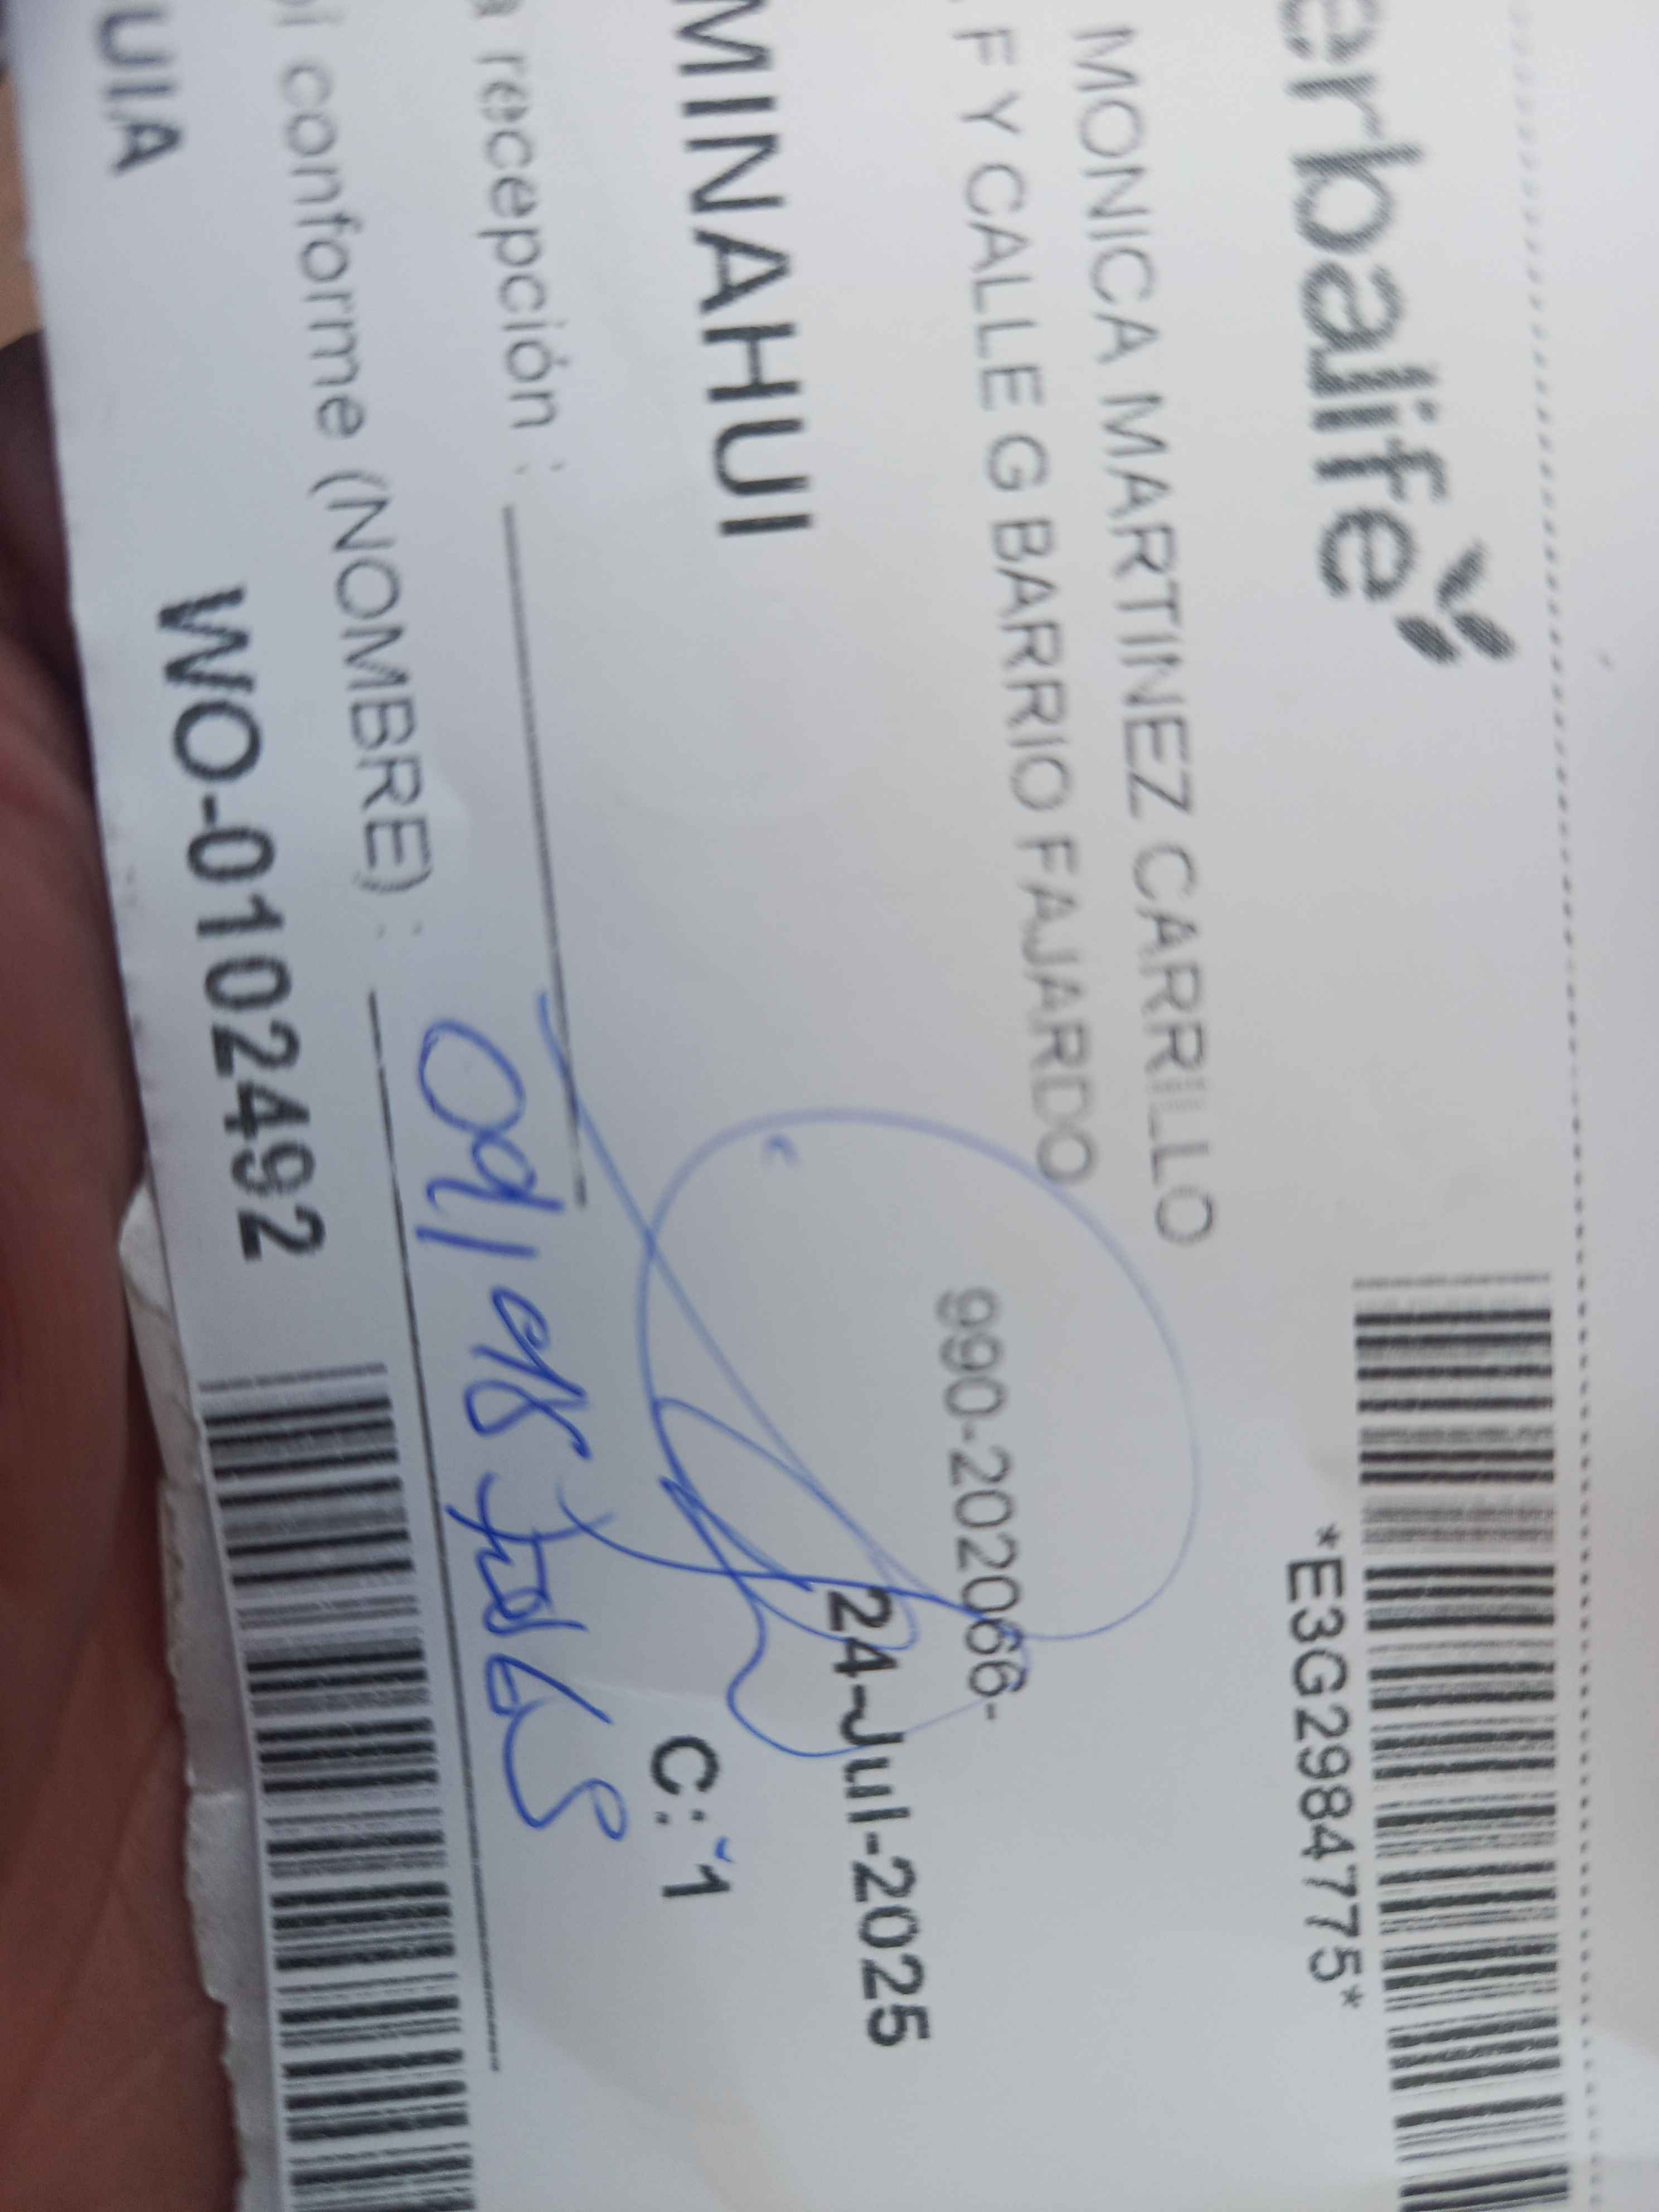 erbalife
*E3G2984775*
MONICA MARTINEZ CARRILLO
F Y CALLE G BARRIO FAJARDO
990-2022066-
24-Jul-2025
MINAHUI
C: 1
a recepción :
i conforme (NOMBRE) :
UIA
WO-0102492